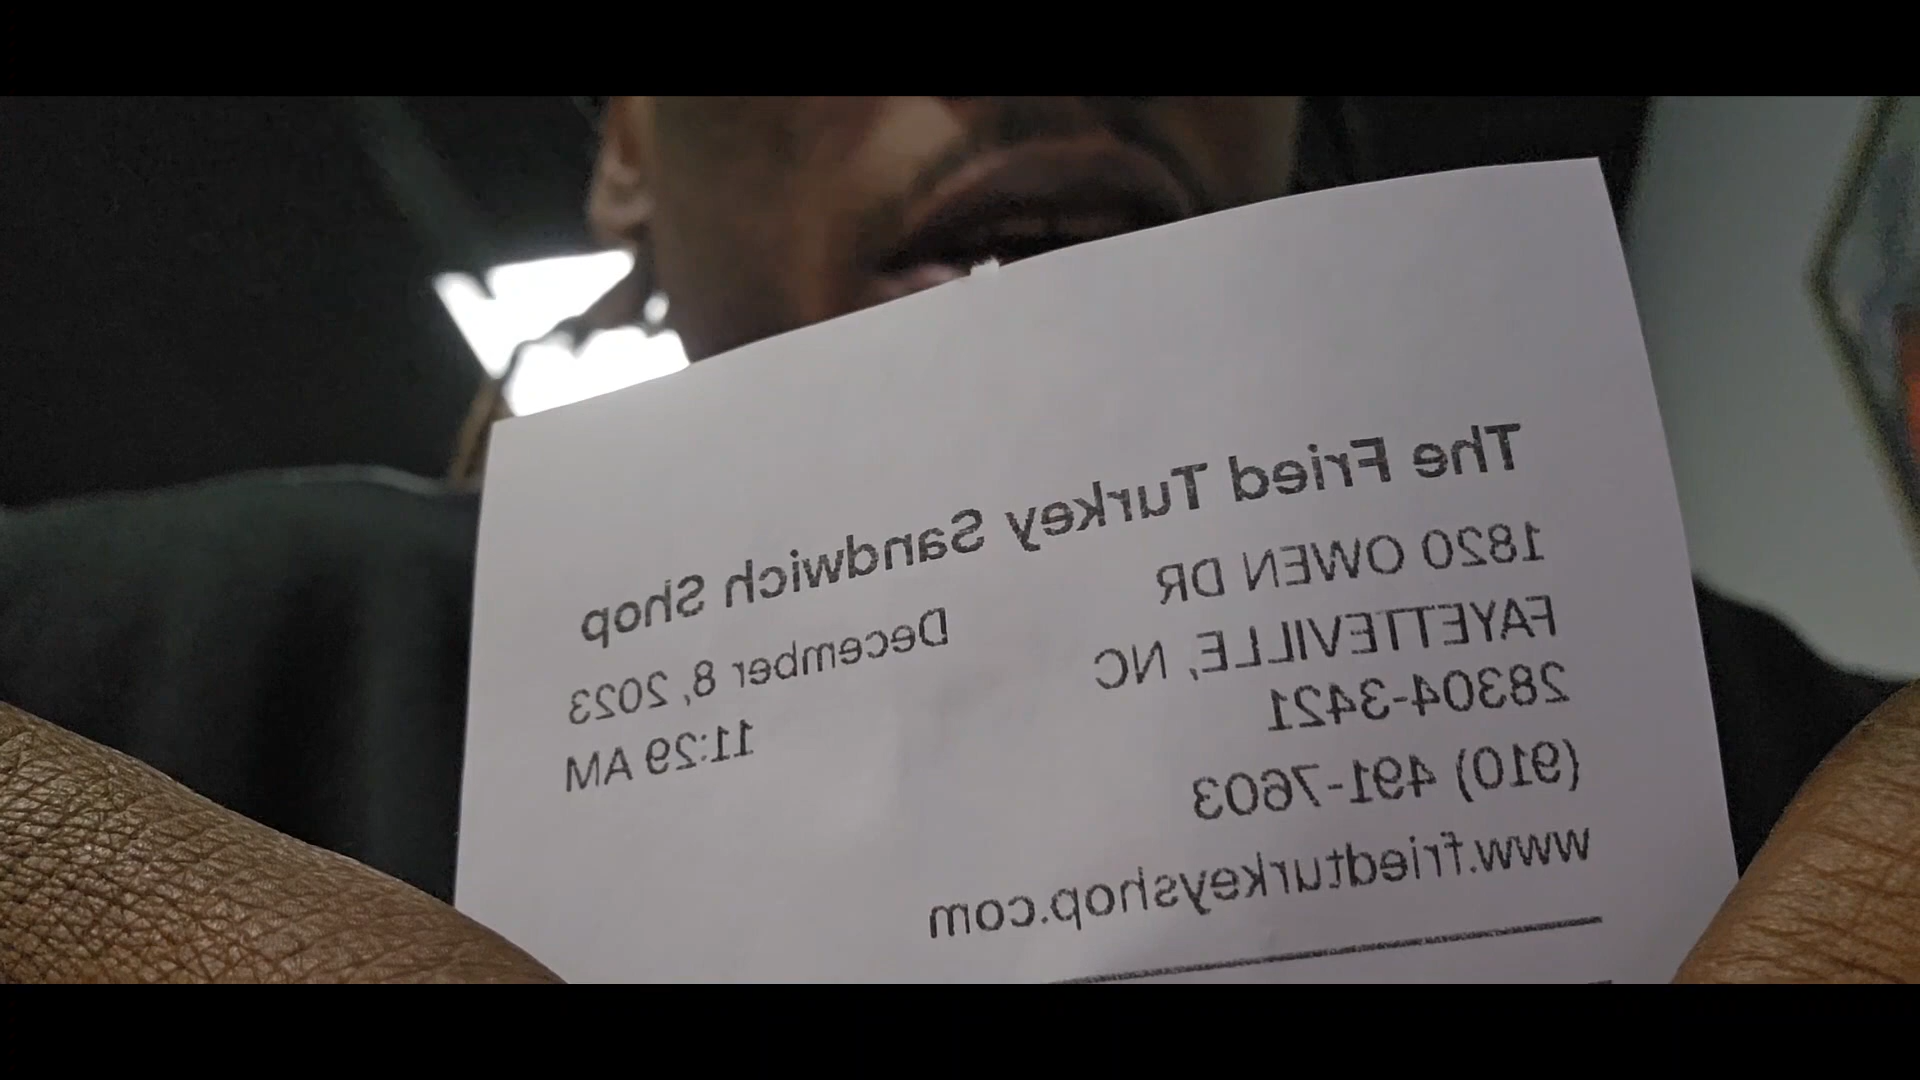 The Fried Turkey Sandwich Shop
1820 OWEN DR
FAYETTEVILLE, NC
28304-3421
(910) 491-7603
www.friedturkeyshop.com
December 8, 2023
11:29 AM